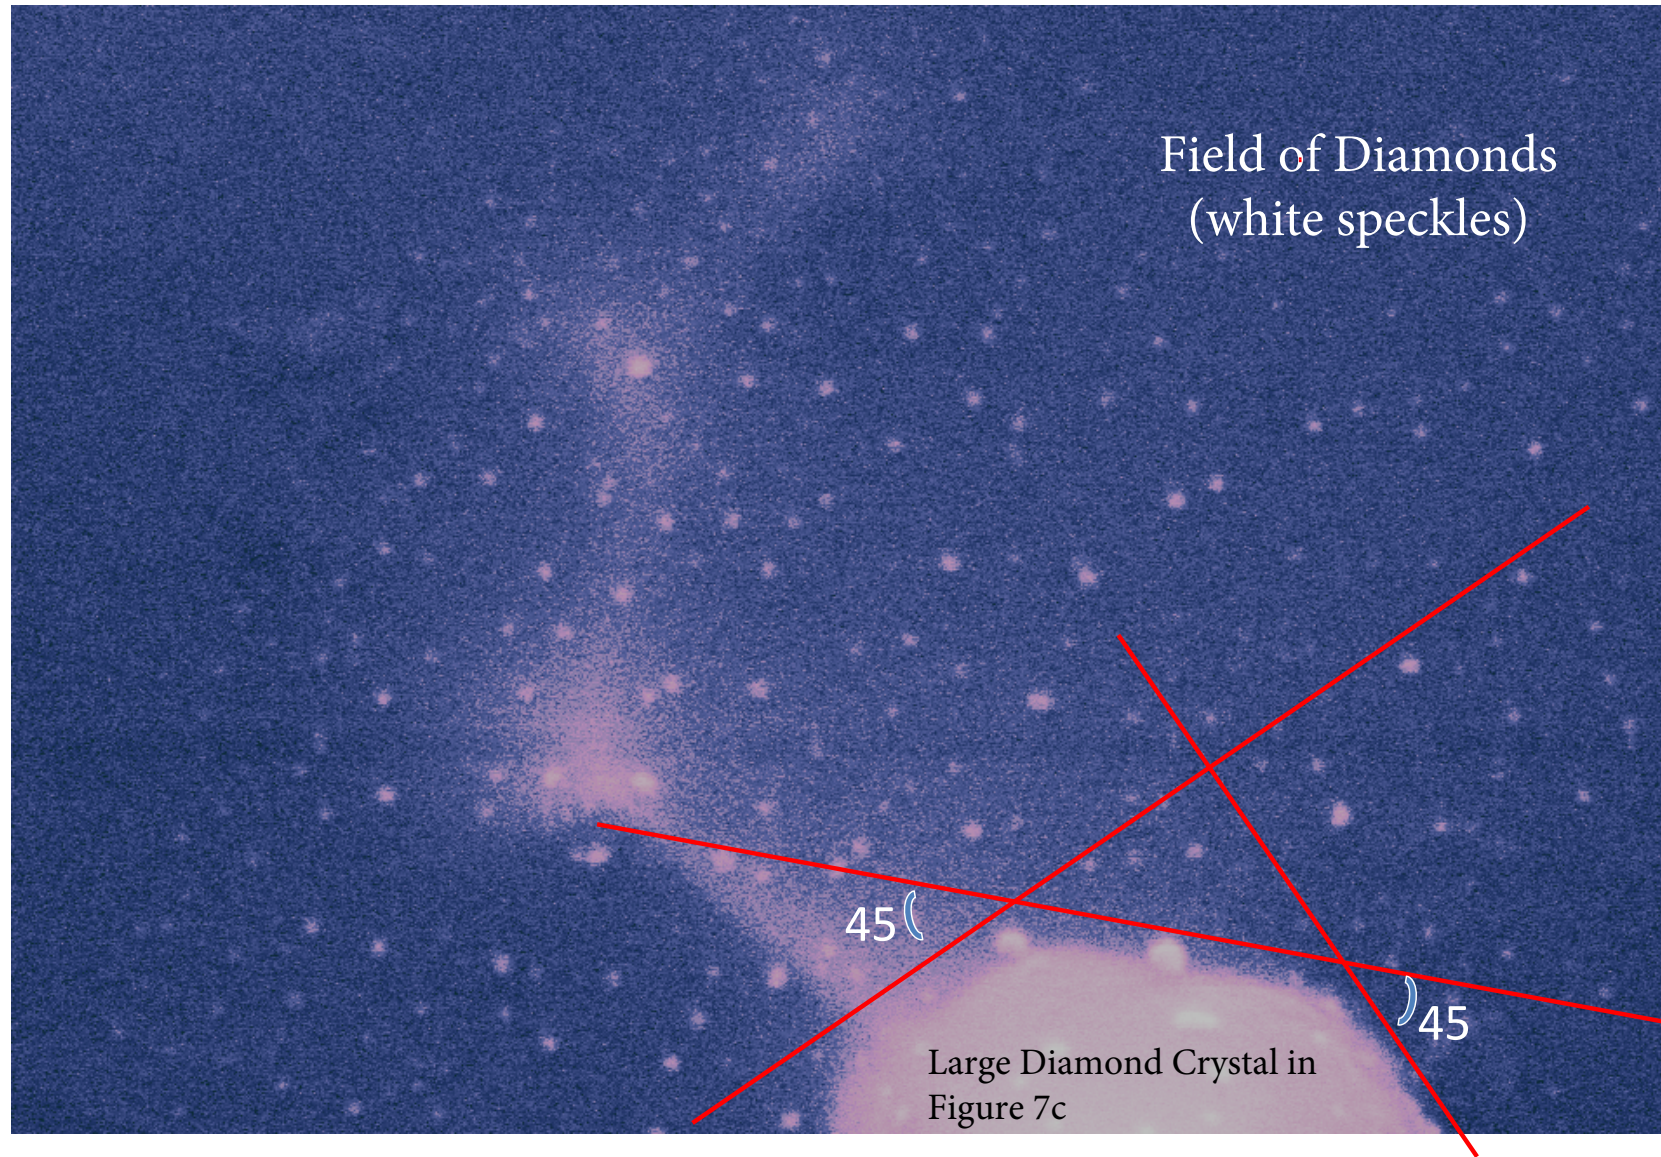 Field of Diamonds
(white speckles)
45
45
Large Diamond Crystal in
Figure 7c